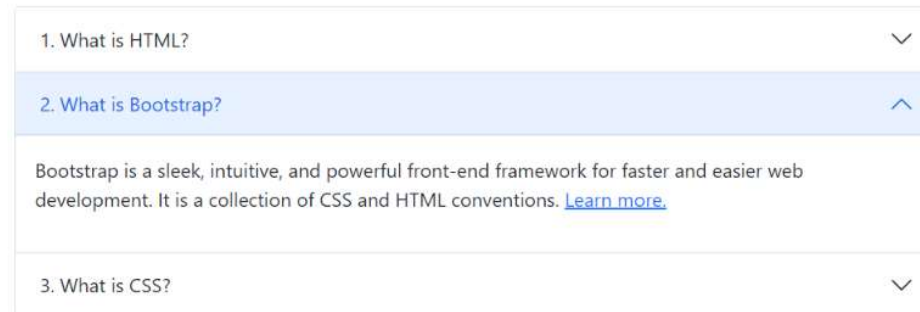 1. What is HTML?
2. What is Bootstrap?
Bootstrap is a sleek, intuitive, and powerful front-end framework for faster and easier web
development. It is a collection of CSS and HTML conventions. Learn more.
3. What is CSS?